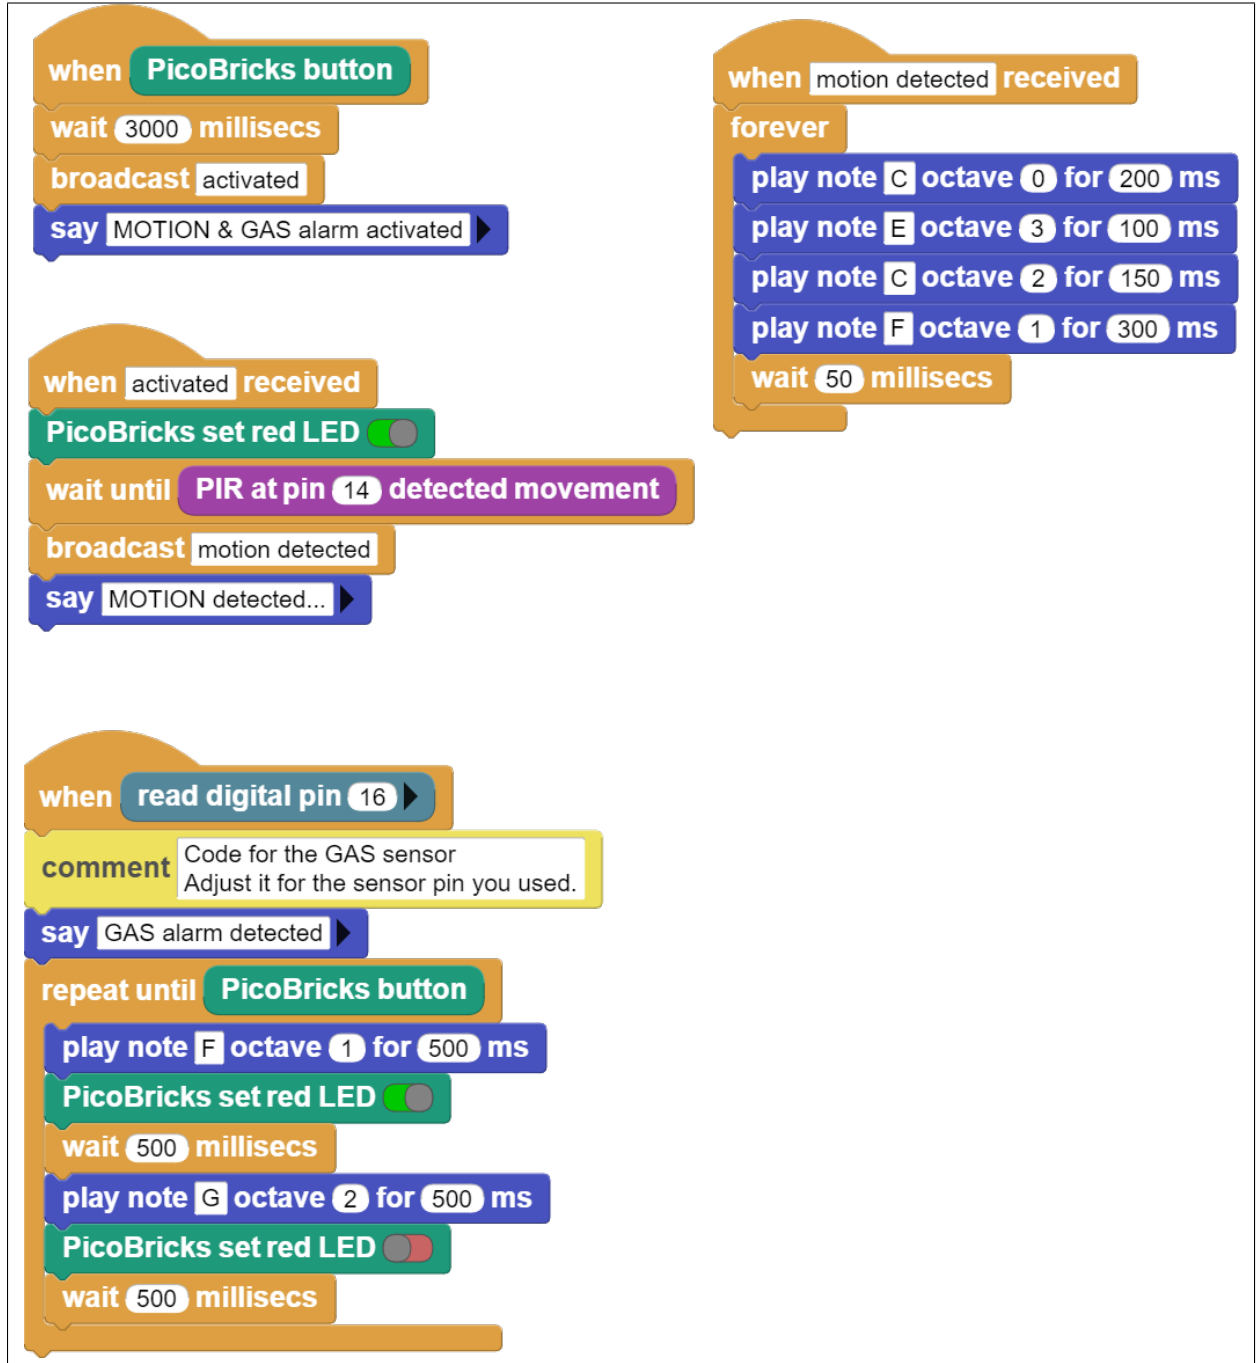 when PicoBricks button
wait 3000 millisecs
broadcast activated
say MOTION & GAS alarm activated
when activated received
PicoBricks set red LED
wait until PIR at pin 14 detected movement
broadcast motion detected
say MOTION detected...
when read digital pin 16
comment Code for the GAS sensor
Adjust it for the sensor pin you used.
say GAS alarm detected
repeat until PicoBricks button
play note F octave 1 for 500 ms
PicoBricks set red LED
wait 500 millisecs
play note G octave 2 for 500 ms
PicoBricks set red LED
wait 500 millisecs
when motion detected received
forever
play note C octave 0 for 200 ms
play note E octave 3 for 100 ms
play note C octave 2 for 150 ms
play note F octave 1 for 300 ms
wait 50 millisecs